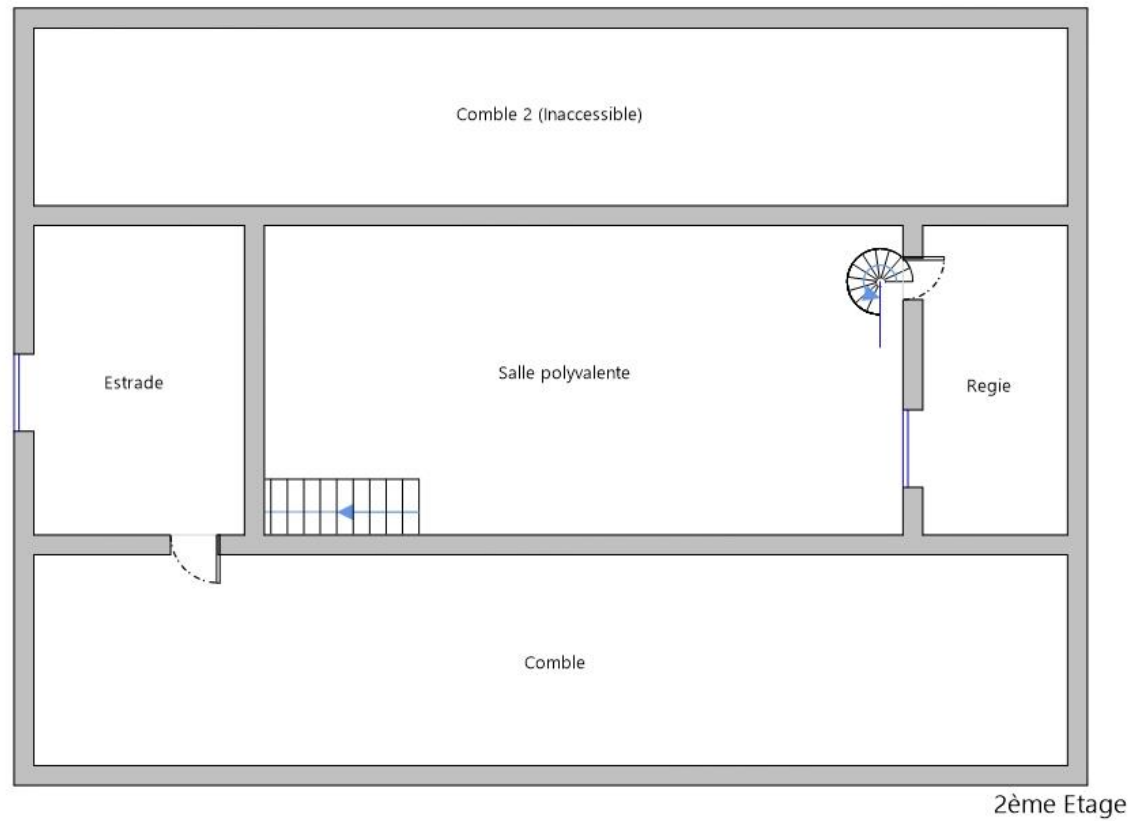 Comble 2 (Inaccessible)
Estrade
Salle polyvalente
Regie
Comble
2ème Etage